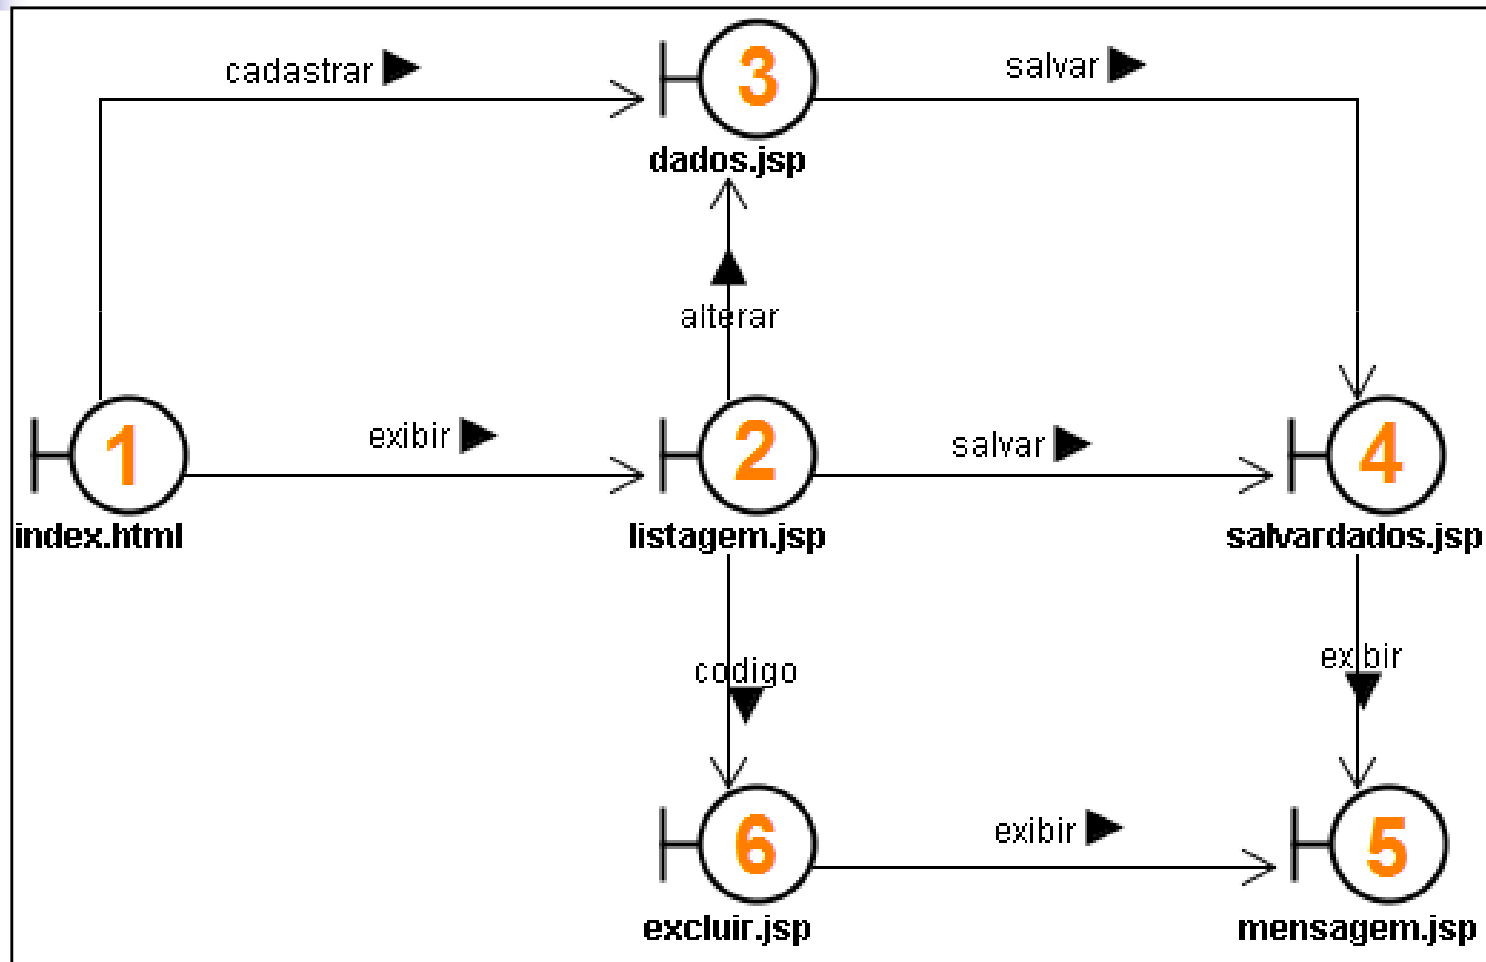 cadastrar
3
salvar
dados.jsp
alterar
1
exibir
2
salvar
4
index.html
listagem.jsp
salvardados.jsp
codigo
exibir
6
exibir
5
excluir.jsp
mensagem.jsp